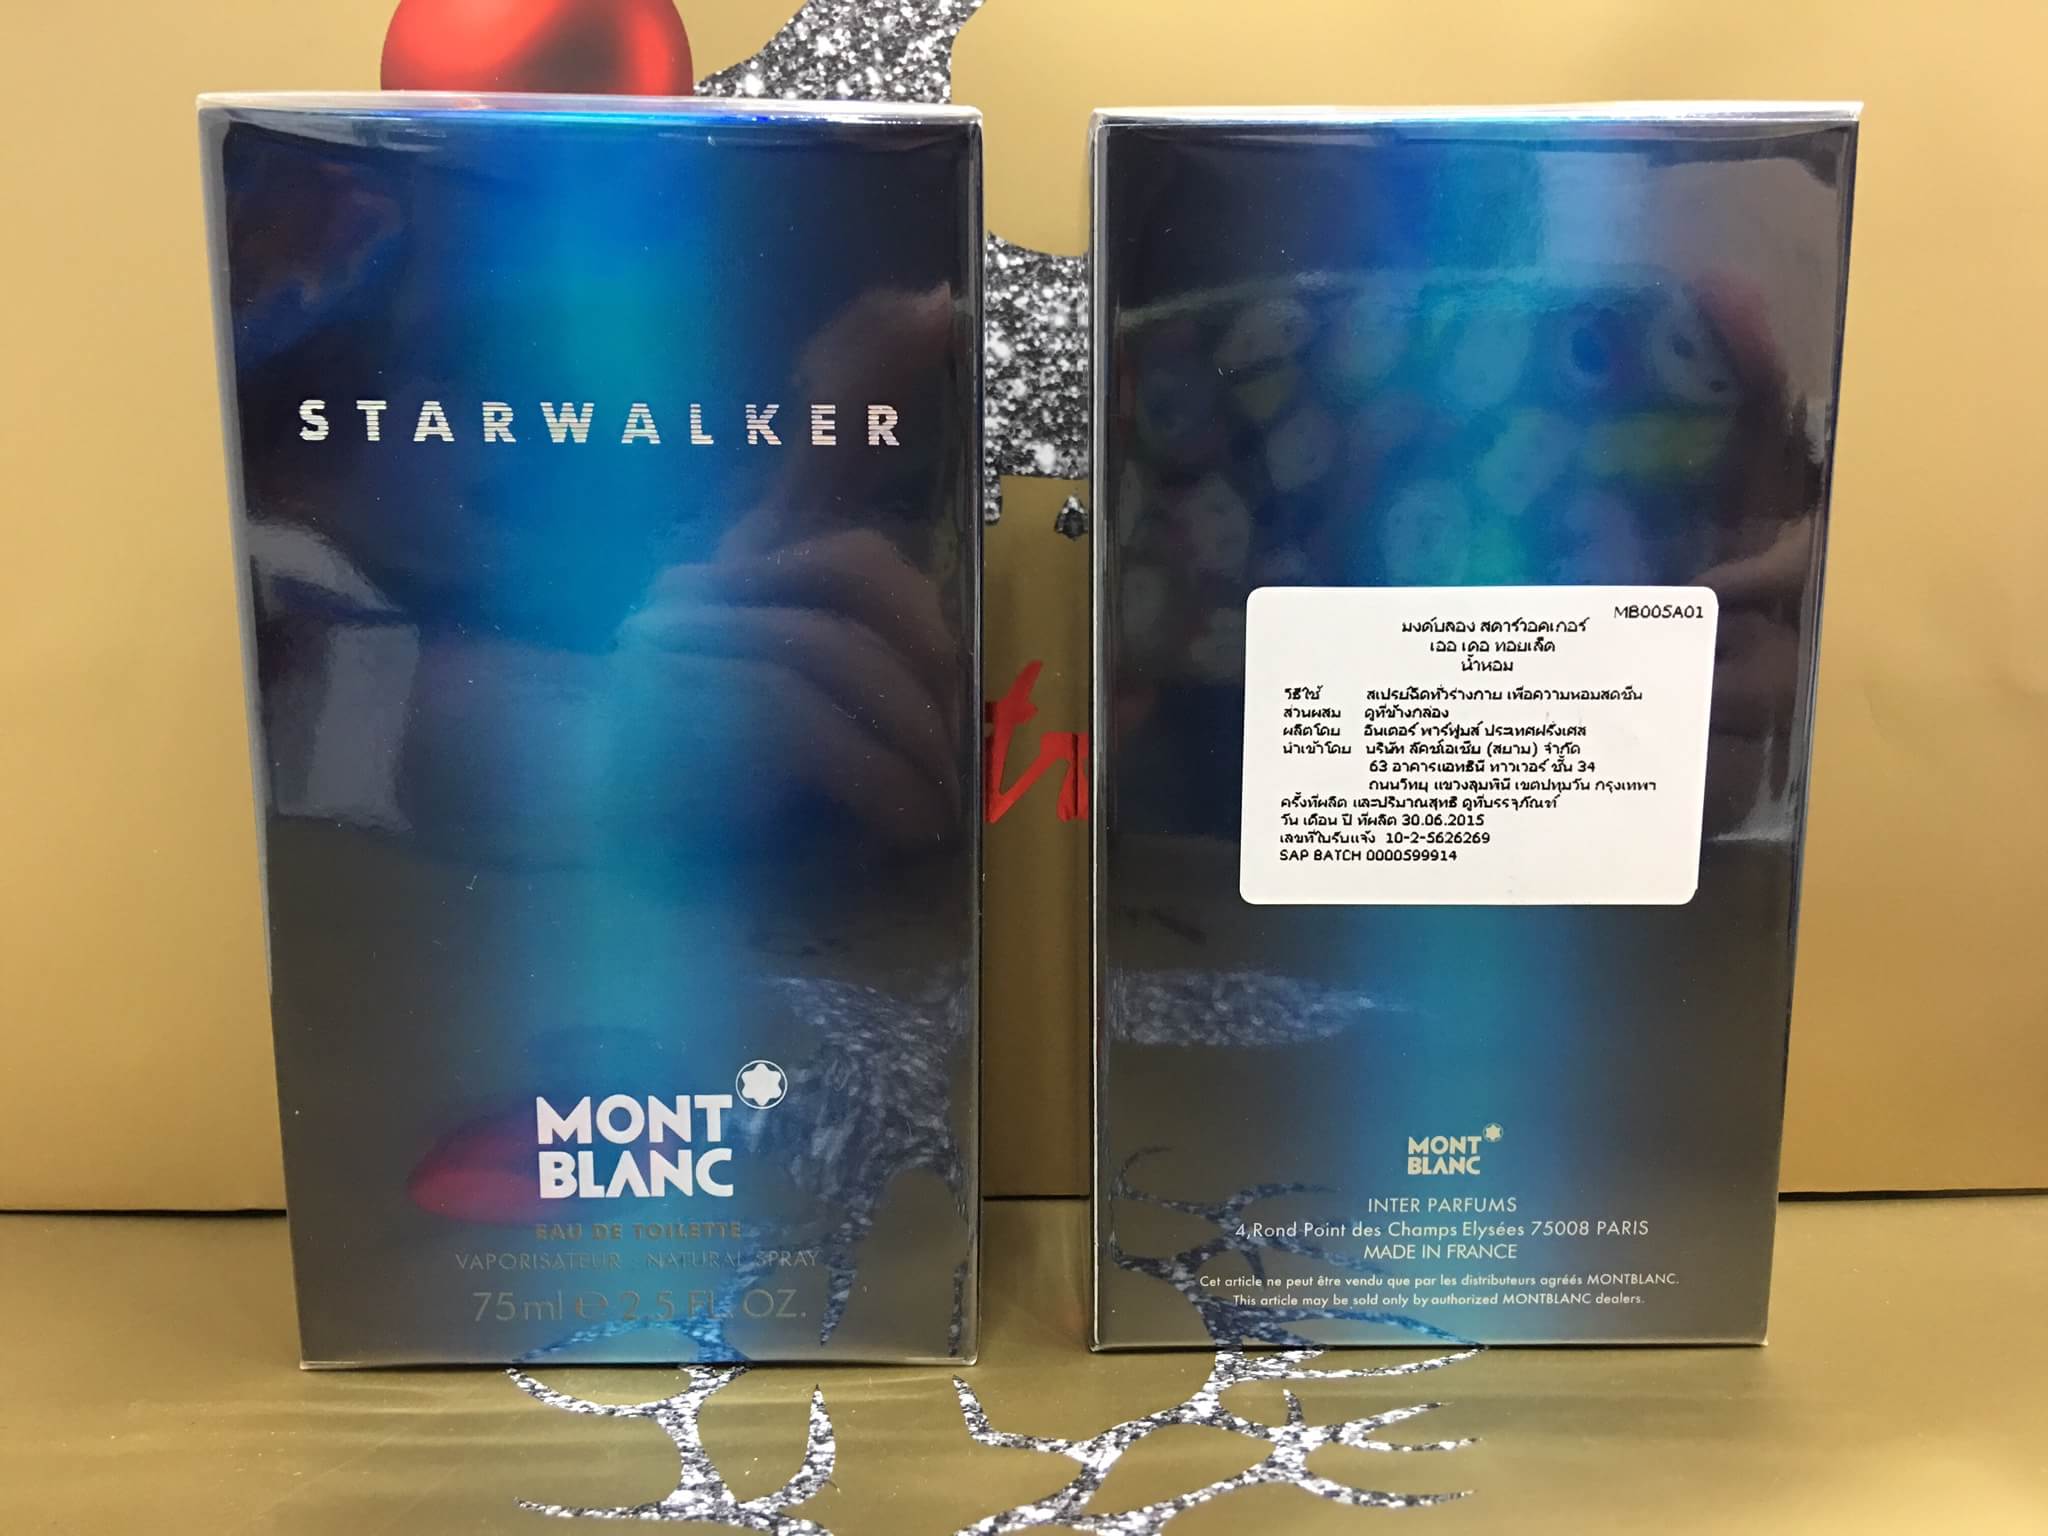 STARWALKER
MONT
BLANC
EAU DE TOILETTE
VAPORISATEUR · NATURAL SPRAY
75 ml ℮ 2.5 FL. OZ.
MB005A01
มงต์บลอง สตาร์วอคเกอร์
เออ เดอ ทอยเล็ต
น้ำหอม
วิธีใช้ สเปรย์ฉีดทั่วร่างกาย เพื่อความหอมสดชื่น
ส่วนผสม ดูที่ข้างกล่อง
ผลิตโดย อินเตอร์ พาร์ฟูมส์ ประเทศฝรั่งเศส
นำเข้าโดย บริษัท ลัคซ์เอเชีย (สยาม) จำกัด
63 อาคารแอทธินี ทาวเวอร์ ชั้น 34
ถนนวิทยุ แขวงลุมพินี เขตปทุมวัน กรุงเทพฯ
ครั้งที่ผลิต และปริมาณสุทธิ ดูที่บรรจุภัณฑ์
วัน เดือน ปี ที่ผลิต 30.06.2015
เลขที่ใบรับแจ้ง 10-2-5626269
SAP BATCH 0000599914
MONT
BLANC
INTER PARFUMS
4,Rond Point des Champs Elysées 75008 PARIS
MADE IN FRANCE
Cet article ne peut être vendu que par les distributeurs agréés MONTBLANC.
This article may be sold only by authorized MONTBLANC dealers.